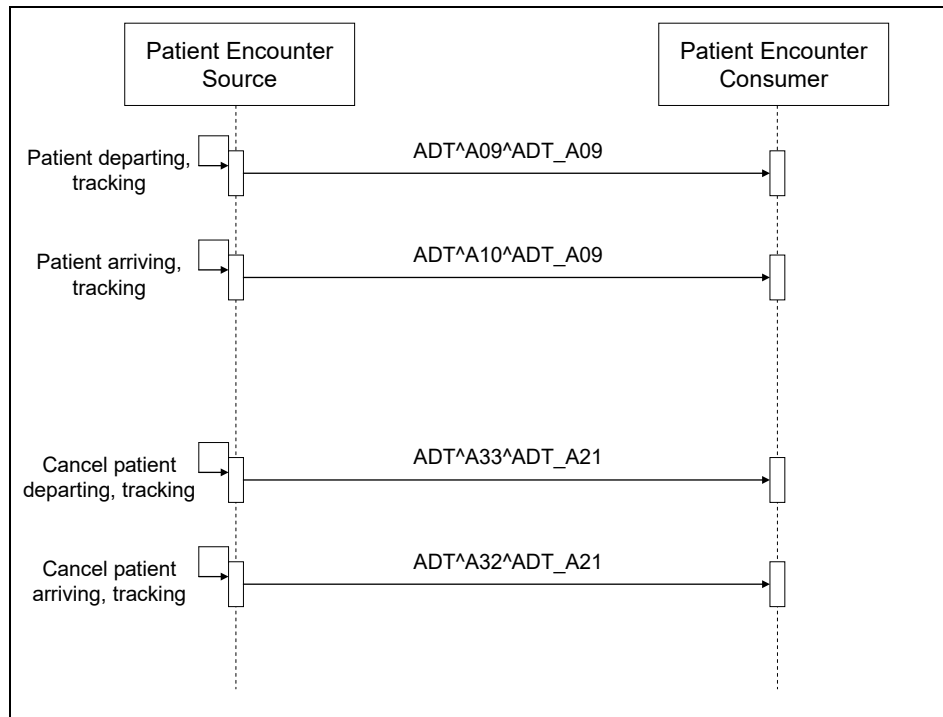 Patient Encounter
Source
Patient Encounter
Consumer
Patient departing,
tracking
ADT^A09^ADT_A09
Patient arriving,
tracking
ADT^A10^ADT_A09
Cancel patient
departing, tracking
ADT^A33^ADT_A21
Cancel patient
arriving, tracking
ADT^A32^ADT_A21